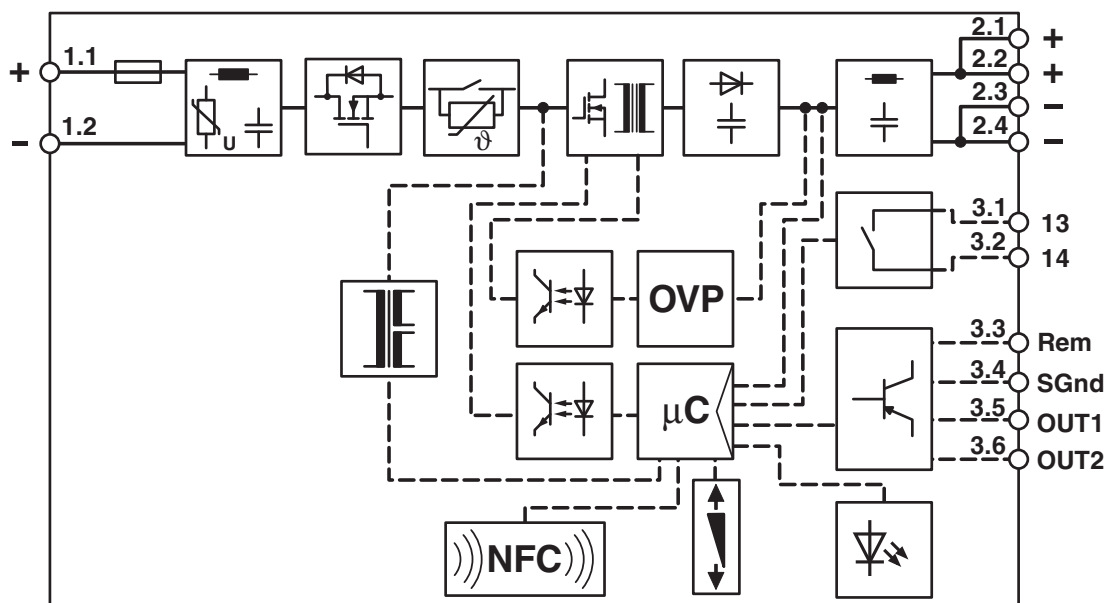 + 1.1
− 1.2
U
ϑ
2.1 +
2.2 +
2.3 −
2.4 −
3.1 13
3.2 14
OVP
3.3 Rem
3.4 SGnd
µC
3.5 OUT1
3.6 OUT2
NFC